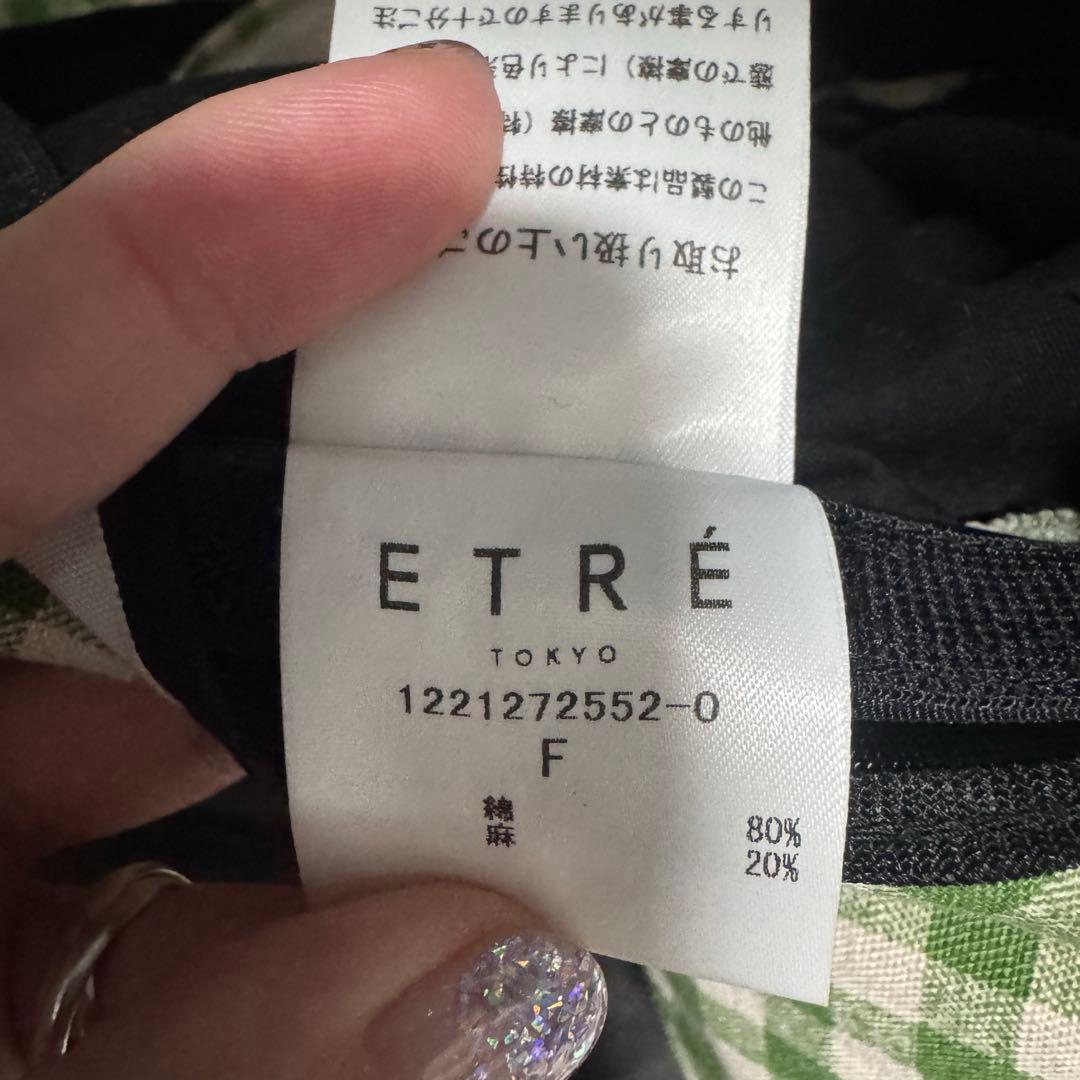 ETRÉ
TOKYO
1221272552-0
F
綿 80%
麻 20%
お取り扱い上のご
この製品は素材の特性
他のものとの摩擦（特
態での摩擦）により色
りする事がありますので十分ご注